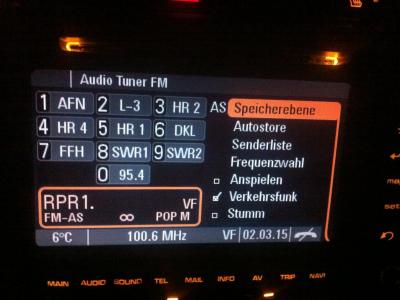 Audio Tuner FM
1 AFN 2 L-3 3 HR 2 AS Speicherebene
Autostore
4 HR 4 5 HR 1 6 DKL
Senderliste
7 FFH 8 SWR1 9 SWR2
Frequenzwahl
0 95.4
Anspielen
RPR1. VF
Verkehrsfunk
FM-AS ∞ POP M
Stumm
6°C 100.6 MHz VF 02.03.15
MAIN AUDIO SOUND TEL MAIL INFO AV TRIP NAVI
set